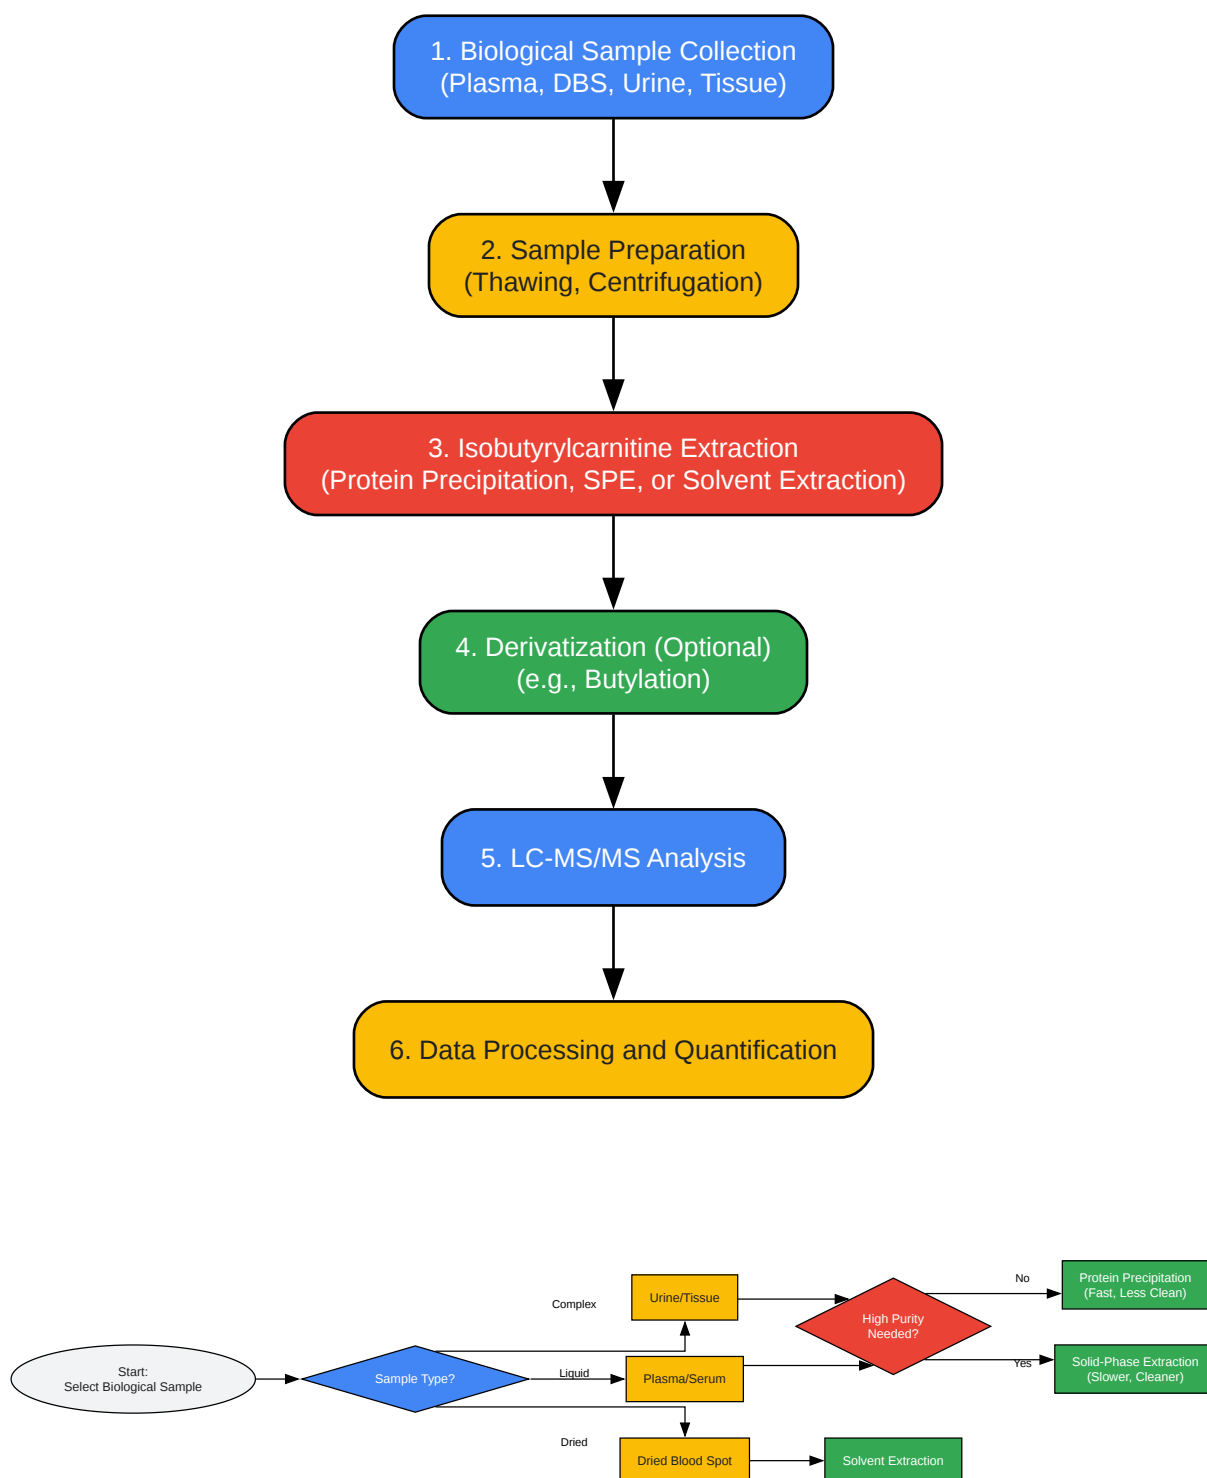 1. Biological Sample Collection
(Plasma, DBS, Urine, Tissue)
2. Sample Preparation
(Thawing, Centrifugation)
3. Isobutyrylcarnitine Extraction
(Protein Precipitation, SPE, or Solvent Extraction)
4. Derivatization (Optional)
(e.g., Butylation)
5. LC-MS/MS Analysis
6. Data Processing and Quantification
Start:
Select Biological Sample
Sample Type?
Complex
Liquid
Dried
Urine/Tissue
Plasma/Serum
Dried Blood Spot
High Purity
Needed?
Solvent Extraction
No
Yes
Protein Precipitation
(Fast, Less Clean)
Solid-Phase Extraction
(Slower, Cleaner)